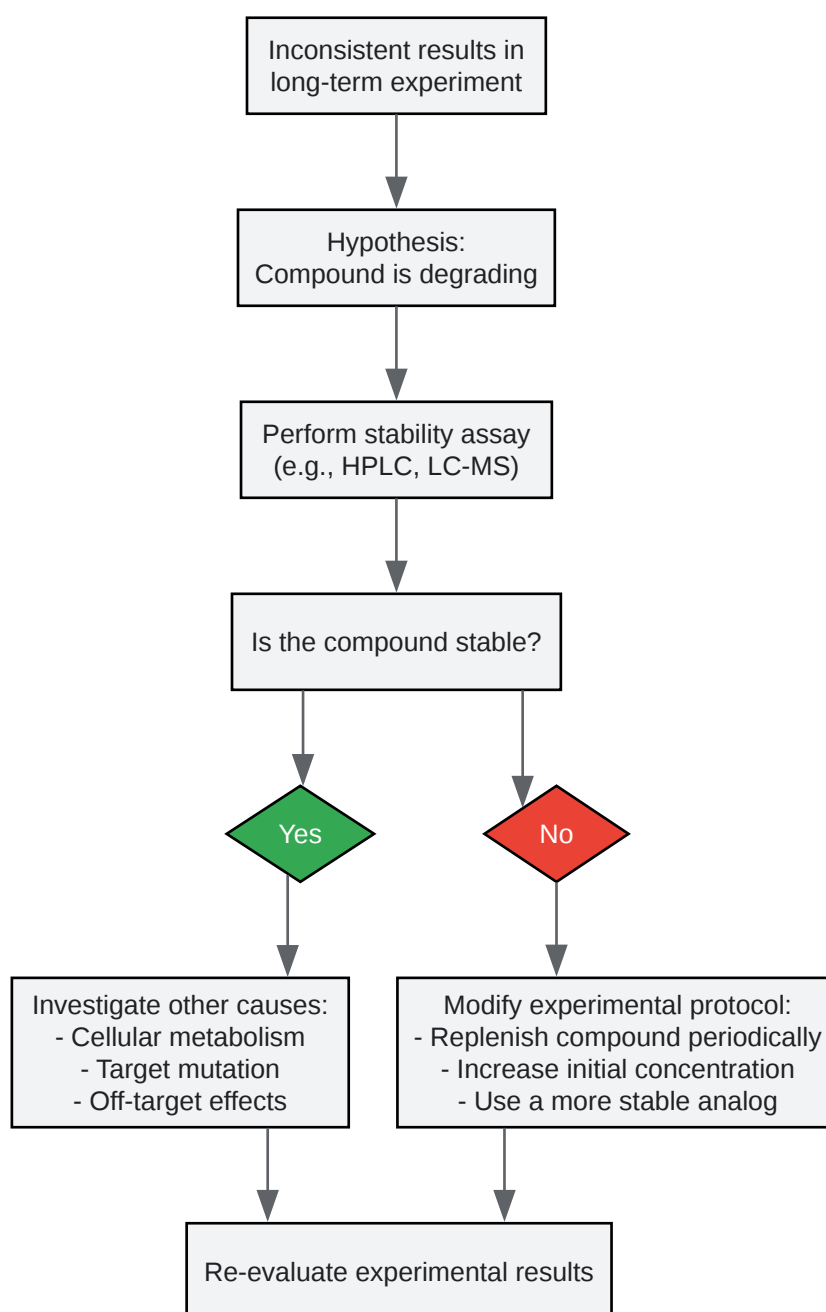 Inconsistent results in
long-term experiment
Hypothesis:
Compound is degrading
Perform stability assay
(e.g., HPLC, LC-MS)
Is the compound stable?
Yes
No
Investigate other causes:
- Cellular metabolism
- Target mutation
- Off-target effects
Modify experimental protocol:
- Replenish compound periodically
- Increase initial concentration
- Use a more stable analog
Re-evaluate experimental results